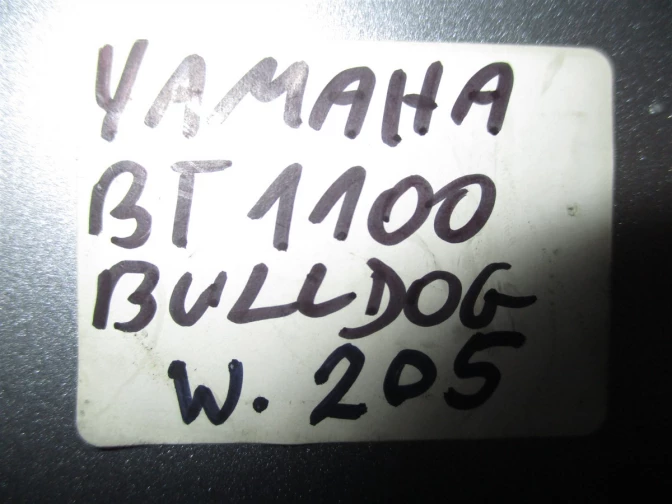 YAMAHA
BT 1100
BULLDOG
W. 205